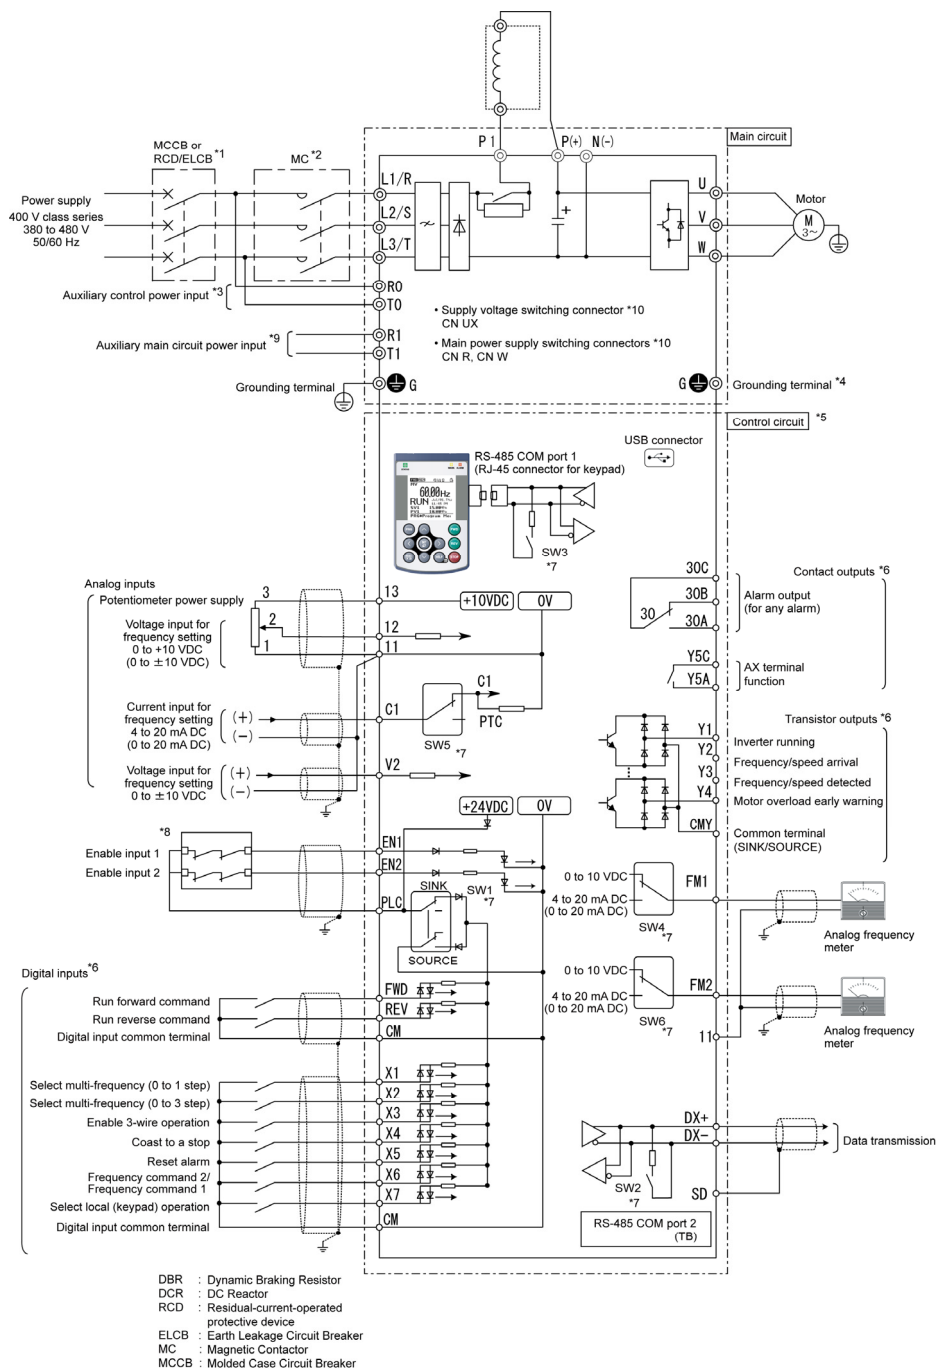 P1
P(+)
N(-)
Main circuit
MCCB or
RCD/ELCB *1
MC *2
Power supply
400 V class series
380 to 480 V
50/60 Hz
L1/R
L2/S
L3/T
+
U
V
W
Motor
M
3~
Auxiliary control power input *3
R0
T0
Auxiliary main circuit power input *9
R1
T1
• Supply voltage switching connector *10
CN UX
• Main power supply switching connectors *10
CN R, CN W
Grounding terminal
G
G
Grounding terminal *4
Control circuit *5
USB connector
RS-485 COM port 1
(RJ-45 connector for keypad)
60.00Hz
RUN
SW3
*7
Analog inputs
Potentiometer power supply
3
2
1
Voltage input for
frequency setting
0 to +10 VDC
(0 to ±10 VDC)
13
12
11
+10VDC
0V
Current input for
frequency setting
4 to 20 mA DC
(0 to 20 mA DC)
(+)
(-)
C1
C1
PTC
SW5
*7
Voltage input for
frequency setting
0 to ±10 VDC
(+)
(-)
V2
30C
30B
30
30A
Contact outputs *6
Alarm output
(for any alarm)
Y5C
Y5A
AX terminal
function
Transistor outputs *6
Y1
Inverter running
Y2
Frequency/speed arrival
Y3
Frequency/speed detected
Y4
Motor overload early warning
CMY
Common terminal
(SINK/SOURCE)
+24VDC
0V
*8
Enable input 1
Enable input 2
EN1
EN2
PLC
SINK
SW1
*7
SOURCE
0 to 10 VDC
4 to 20 mA DC
(0 to 20 mA DC)
SW4
*7
FM1
Analog frequency
meter
0 to 10 VDC
4 to 20 mA DC
(0 to 20 mA DC)
SW6
*7
FM2
11
Analog frequency
meter
Digital inputs *6
Run forward command
Run reverse command
Digital input common terminal
FWD
REV
CM
Select multi-frequency (0 to 1 step)
Select multi-frequency (0 to 3 step)
Enable 3-wire operation
Coast to a stop
Reset alarm
Frequency command 2/
Frequency command 1
Select local (keypad) operation
Digital input common terminal
X1
X2
X3
X4
X5
X6
X7
CM
DX+
DX-
Data transmission
SW2
*7
SD
RS-485 COM port 2
(TB)
DBR : Dynamic Braking Resistor
DCR : DC Reactor
RCD : Residual-current-operated
protective device
ELCB : Earth Leakage Circuit Breaker
MC : Magnetic Contactor
MCCB : Molded Case Circuit Breaker